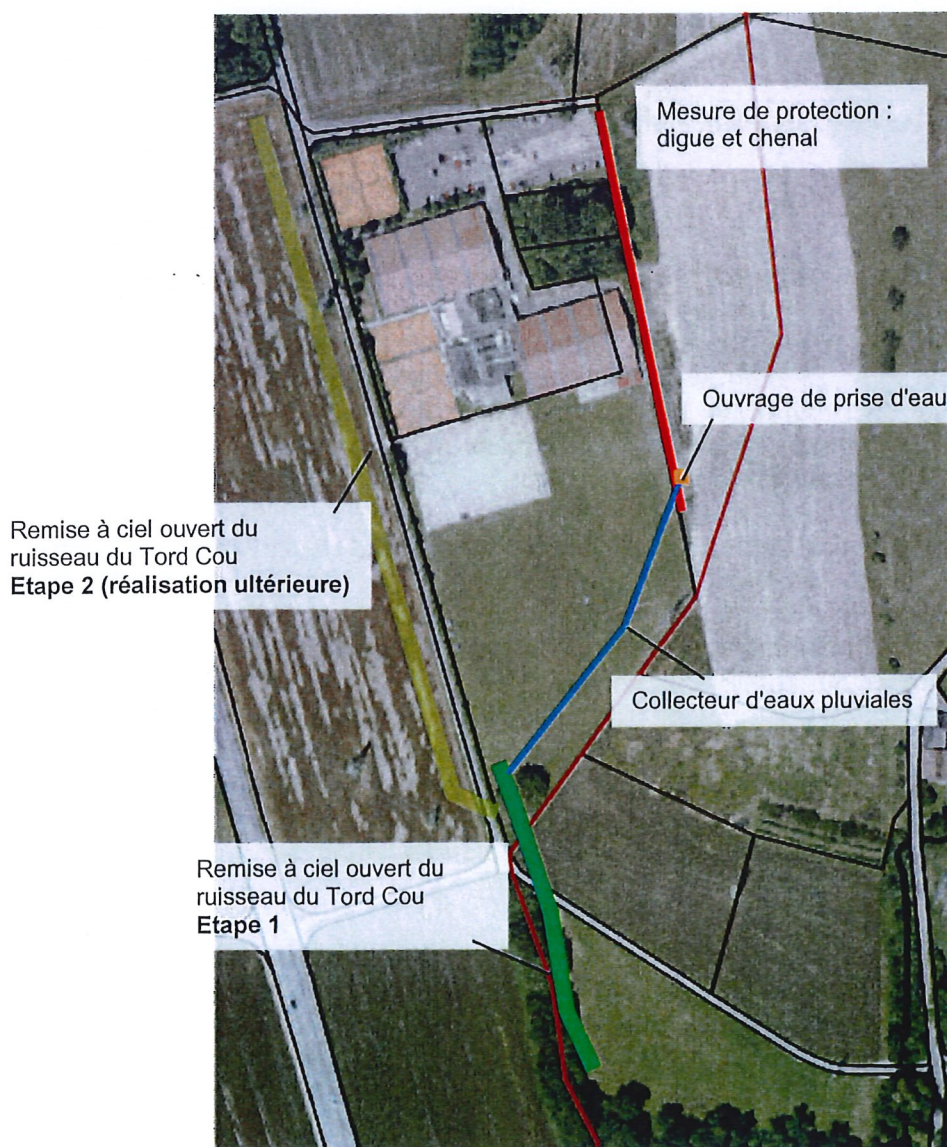 Mesure de protection :
digue et chenal
Ouvrage de prise d'eau
Remise à ciel ouvert du
ruisseau du Tord Cou
Etape 2 (réalisation ultérieure)
Collecteur d'eaux pluviales
Remise à ciel ouvert du
ruisseau du Tord Cou
Etape 1